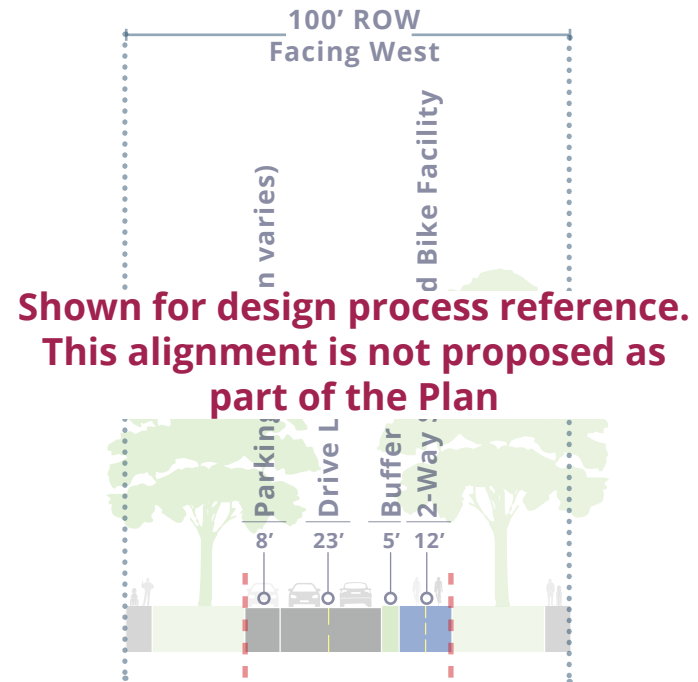 100’ ROW
Facing West
n varies)
d Bike Facility
Shown for design process reference.
This alignment is not proposed as
part of the Plan
Parking
Drive L
Buffer
2-Way
8’
23’
5’
12’